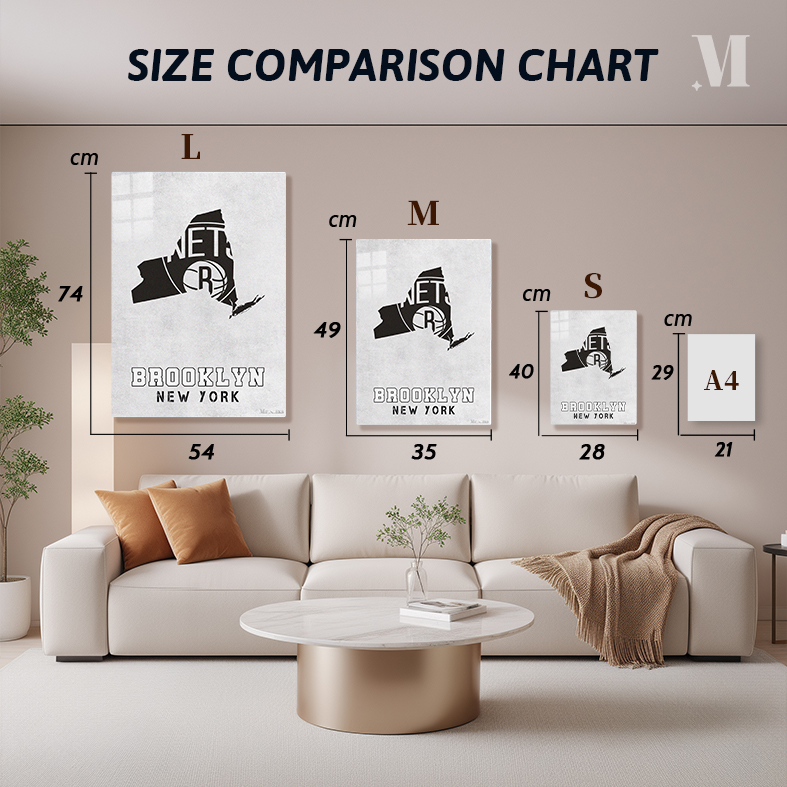 SIZE COMPARISON CHART
M
cm
L
74
NETS
BROOKLYN
NEW YORK
54
cm
M
49
NETS
BROOKLYN
NEW YORK
35
cm
S
40
NETS
BROOKLYN
NEW YORK
28
cm
29
A4
21